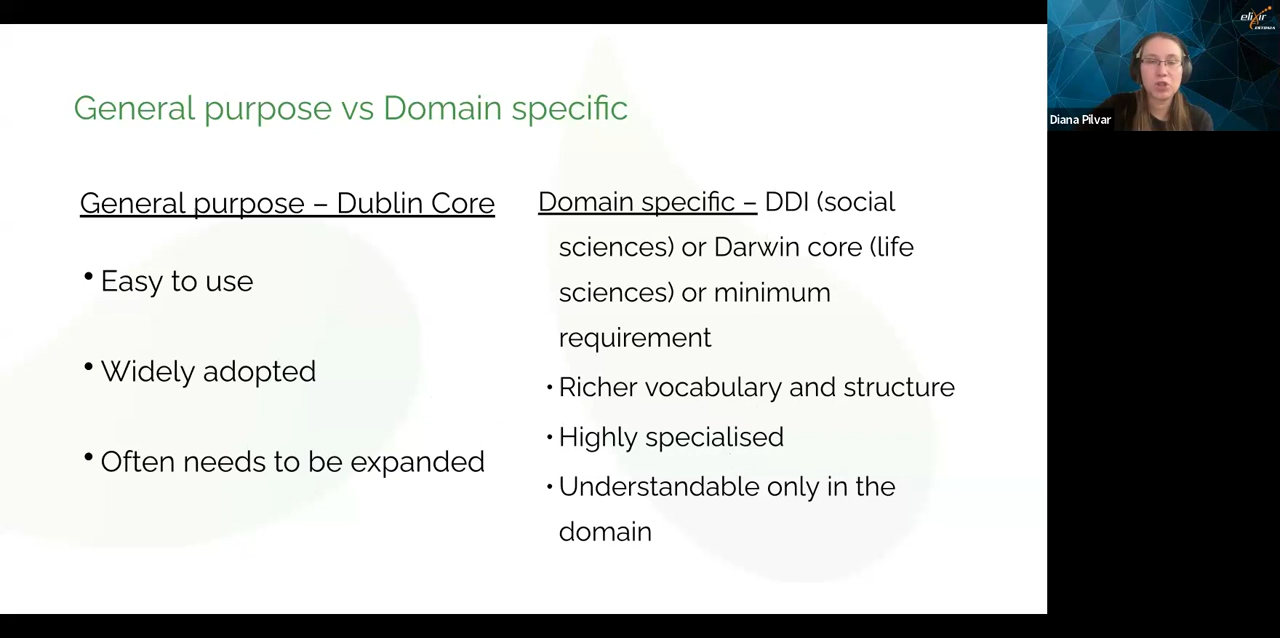 General purpose vs Domain specific
General purpose – Dublin Core
• Easy to use
• Widely adopted
• Often needs to be expanded
Domain specific – DDI (social
sciences) or Darwin core (life
sciences) or minimum
requirement
• Richer vocabulary and structure
• Highly specialised
• Understandable only in the
domain
elixir
ESTONIA
Diana Pilvar